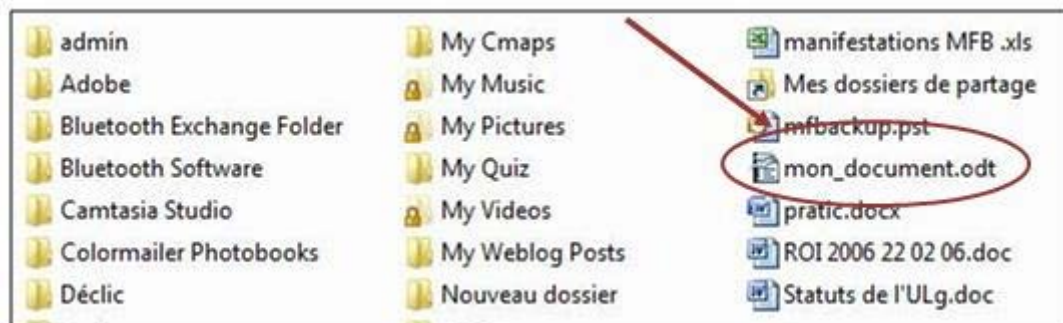 admin
Adobe
Bluetooth Exchange Folder
Bluetooth Software
Camtasia Studio
Colormailer Photobooks
Déclic
My Cmaps
My Music
My Pictures
My Quiz
My Videos
My Weblog Posts
Nouveau dossier
manifestations MFB .xls
Mes dossiers de partage
mfbackup.pst
mon_document.odt
pratic.docx
ROI 2006 22 02 06.doc
Statuts de l'ULg.doc